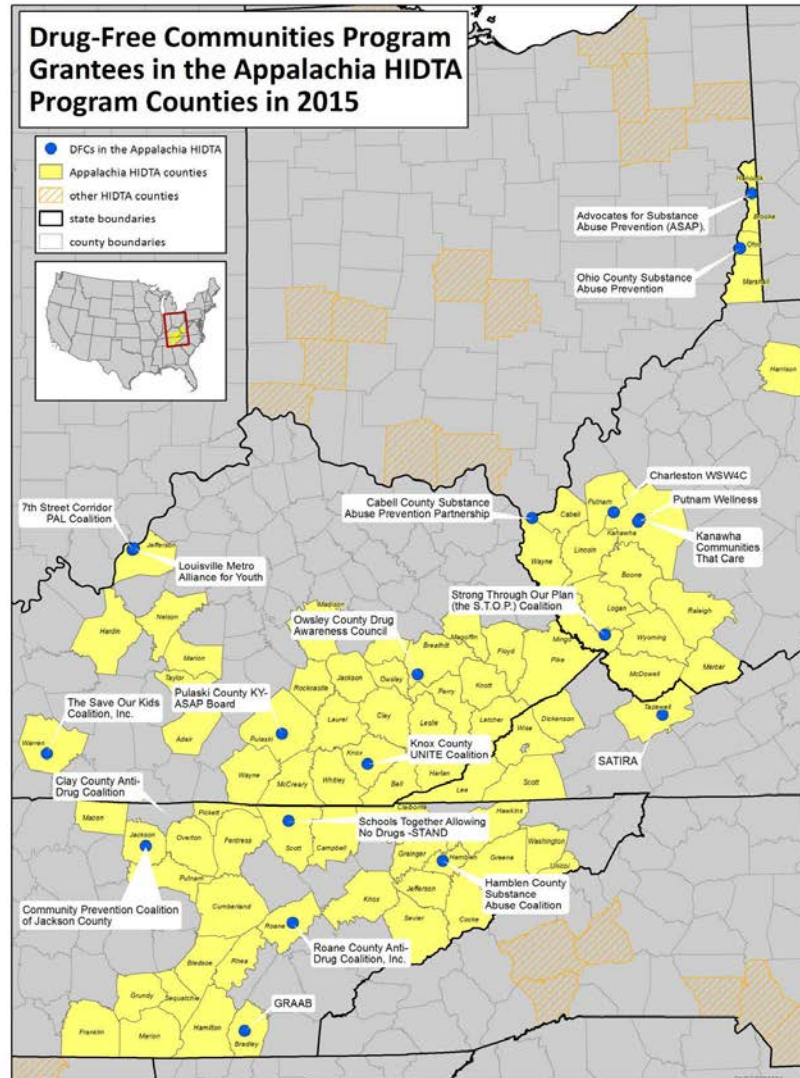 Drug-Free Communities Program
Grantees in the Appalachia HIDTA
Program Counties in 2015
DFCs in the Appalachia HIDTA
Appalachia HIDTA counties
other HIDTA counties
state boundaries
county boundaries
Hancock
Advocates for Substance
Abuse Prevention (ASAP).
Brooke
Ohio
Ohio County Substance
Abuse Prevention
Marshall
Harrison
Charleston WSW4C
Cabell County Substance
Abuse Prevention Partnership
Putnam
Putnam Wellness
Cabell
Kanawha
Kanawha
Communities
That Care
7th Street Corridor
PAL Coalition
Jefferson
Louisville Metro
Alliance for Youth
Wayne
Lincoln
Boone
Strong Through Our Plan
(the S.T.O.P.) Coalition
Logan
Raleigh
Mingo
Wyoming
McDowell
Mercer
Hardin
Nelson
Marion
Taylor
Adair
Madison
Owsley County Drug
Awareness Council
Magoffin
Breathitt
Floyd
Pike
Jackson
Owsley
Rockcastle
Perry
Knott
Pulaski County KY-
ASAP Board
Laurel
Clay
Leslie
Letcher
Dickenson
Wise
Tazewell
SATIRA
The Save Our Kids
Coalition, Inc.
Warren
Pulaski
Knox
Knox County
UNITE Coalition
Wayne
McCreary
Whitley
Bell
Harlan
Lee
Scott
Clay County Anti-
Drug Coalition
Macon
Pickett
Claiborne
Hawkins
Jackson
Overton
Fentress
Scott
Campbell
Schools Together Allowing
No Drugs -STAND
Grainger
Hamblen
Greene
Washington
Unicoi
Putnam
Jefferson
Hamblen County
Substance
Abuse Coalition
Cumberland
Knox
Sevier
Cocke
Community Prevention Coalition
of Jackson County
Roane
Roane County Anti-
Drug Coalition, Inc.
Bledsoe
Rhea
Grundy
Sequatchie
GRAAB
Franklin
Marion
Hamilton
Bradley